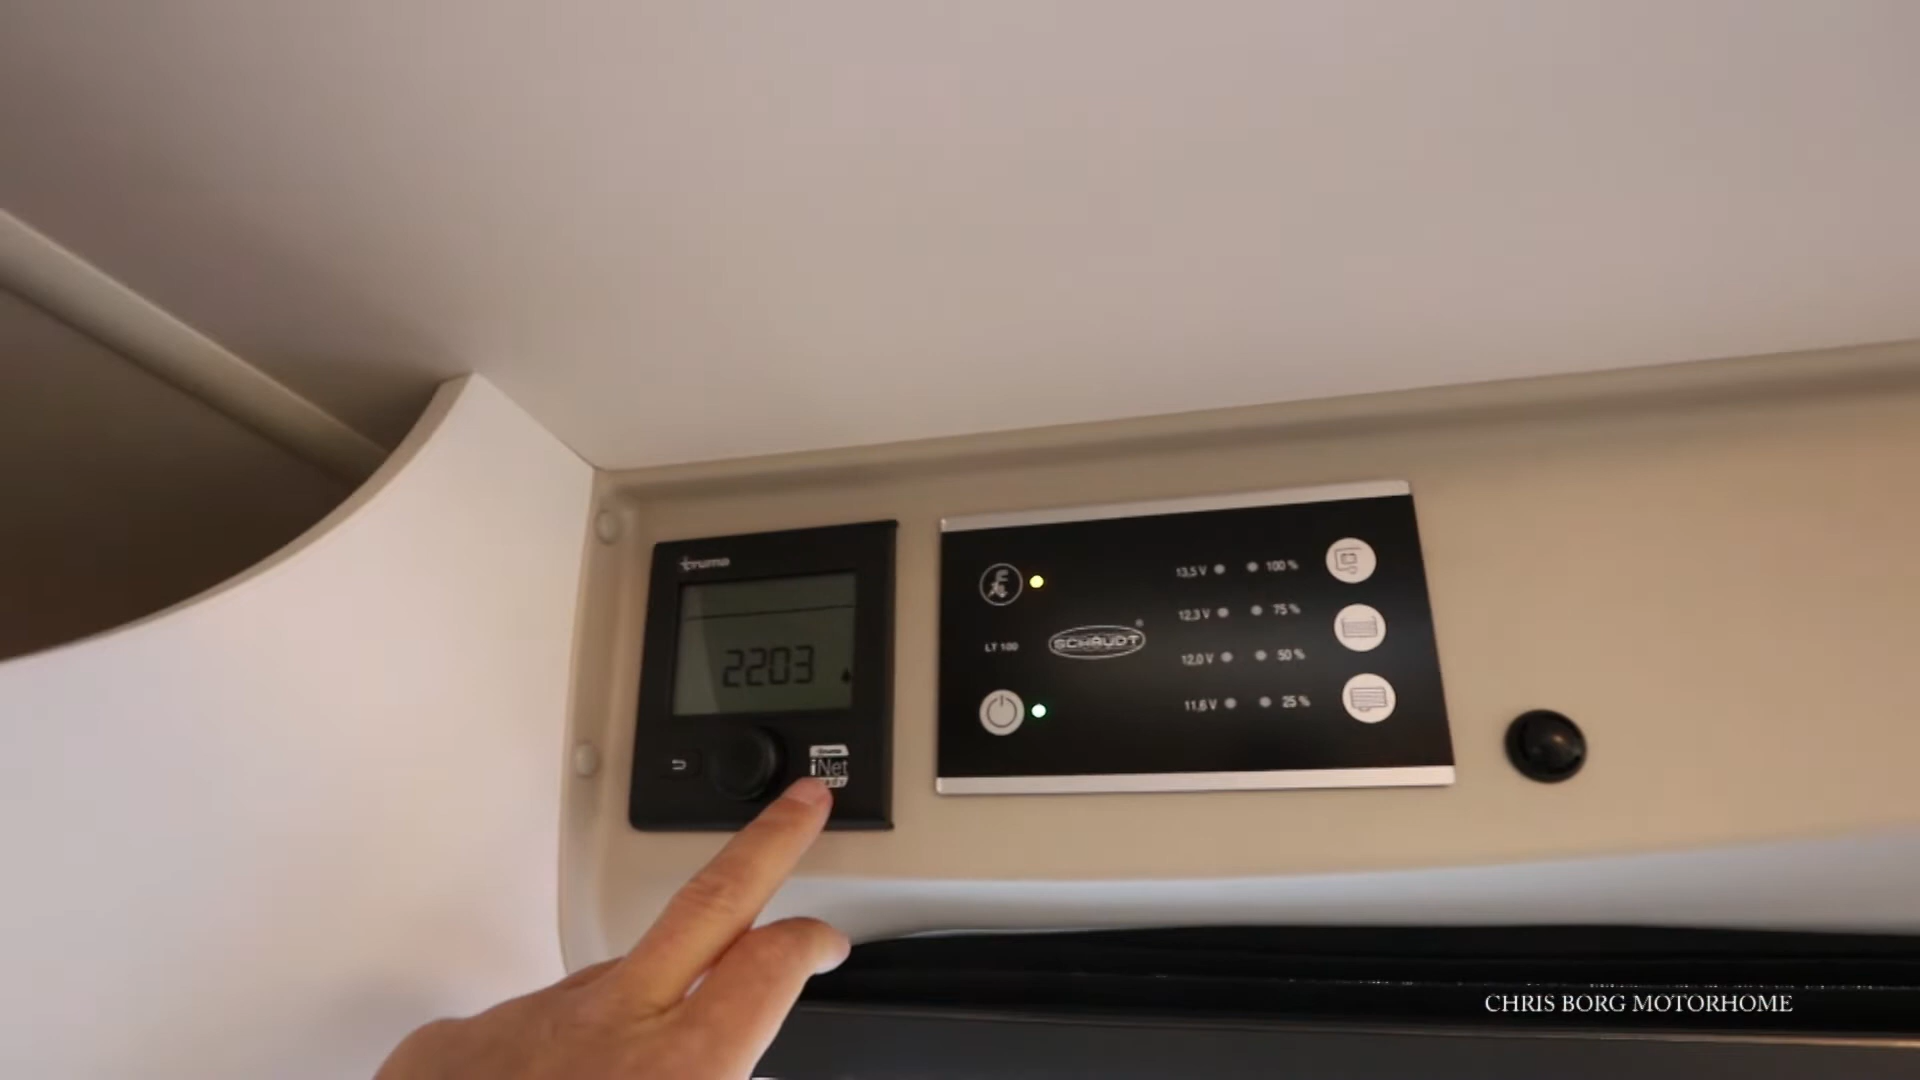 truma
2203
iNet
LT 100
SCHAUDT
®
13,5 V
100 %
12,3 V
75 %
12,0 V
50 %
11,6 V
25 %
CHRIS BORG MOTORHOME